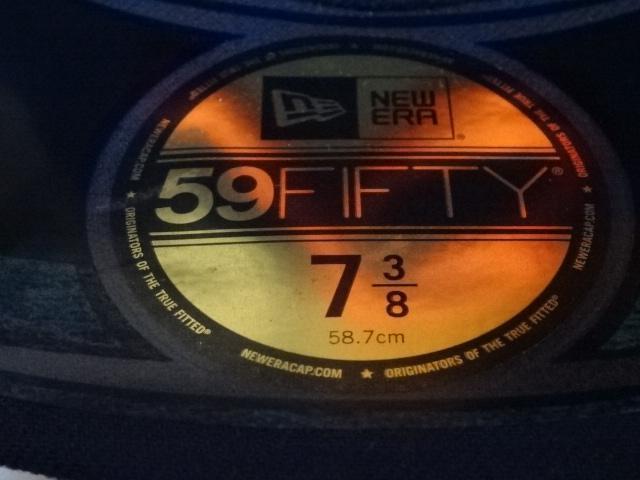 NEW
ERA
59FIFTY®
7 3/8
58.7cm
NEWERACAP.COM ★ ORIGINATORS OF THE TRUE FITTED®
NEWERACAP.COM ★ ORIGINATORS OF THE TRUE FITTED®
NEWERACAP.COM ★ ORIGINATORS OF THE TRUE FITTED®